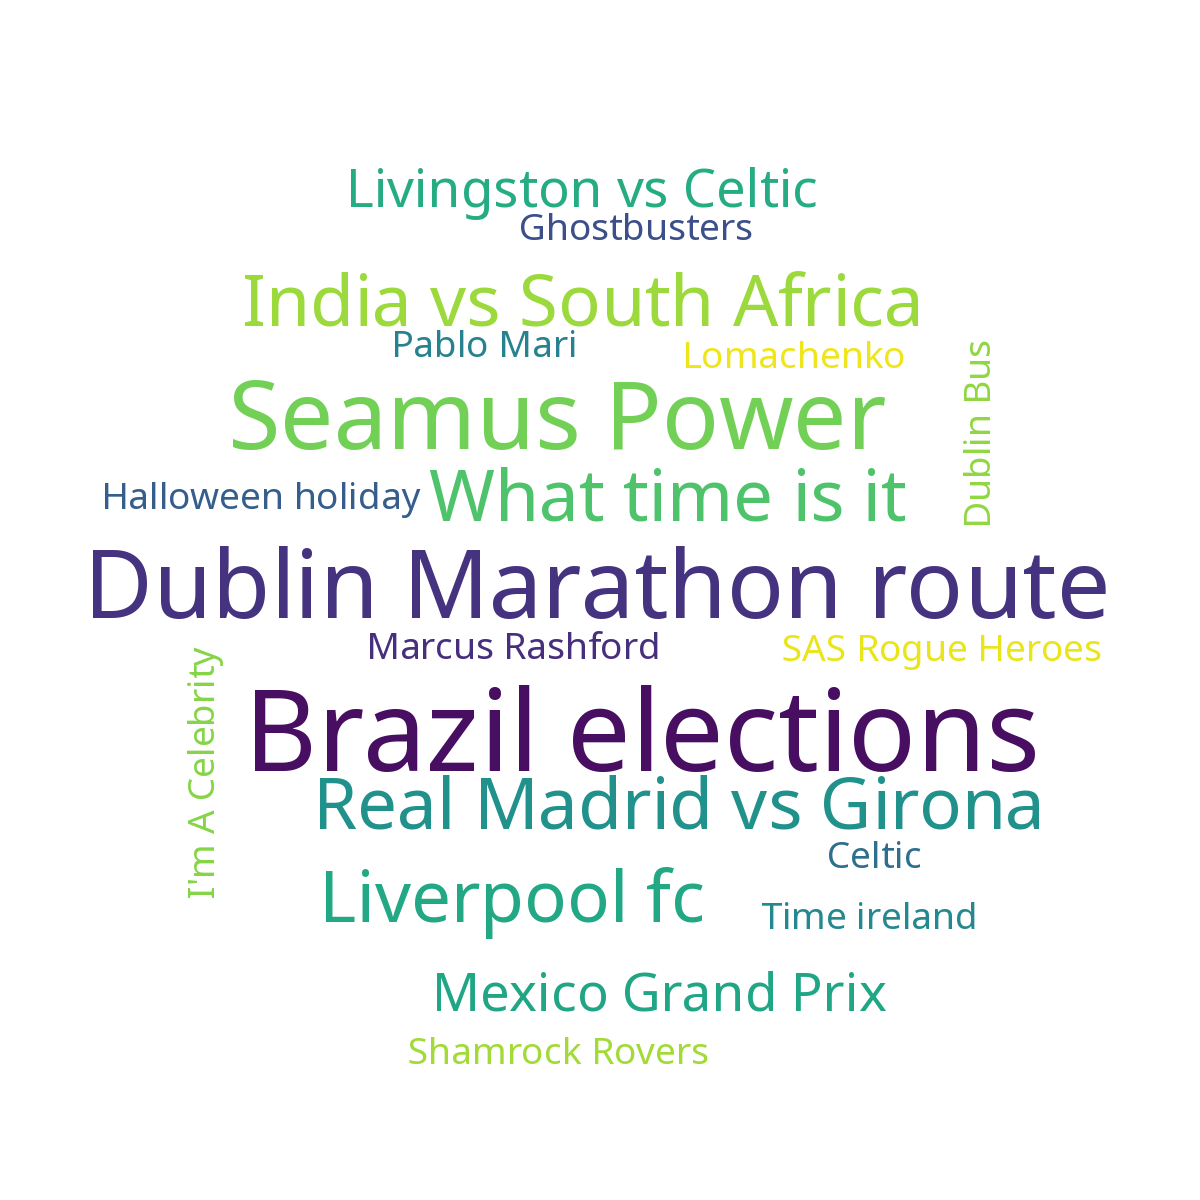 Livingston vs Celtic
Ghostbusters
India vs South Africa
Pablo Mari
Lomachenko
Dublin Bus
Seamus Power
What time is it
Halloween holiday
Dublin Marathon route
Marcus Rashford
SAS Rogue Heroes
I'm A Celebrity
Brazil elections
Real Madrid vs Girona
Celtic
Liverpool fc
Time ireland
Mexico Grand Prix
Shamrock Rovers